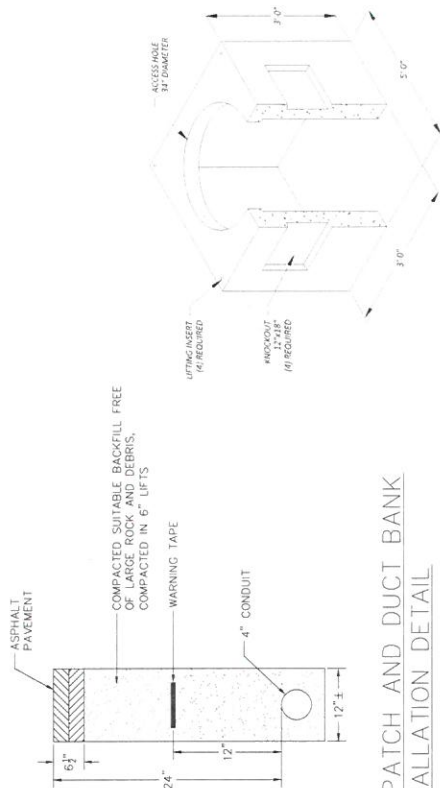 ASPHALT
PAVEMENT
6½"
COMPACTED SUITABLE BACKFILL FREE
OF LARGE ROCK AND DEBRIS,
COMPACTED IN 6" LIFTS
WARNING TAPE
24"
12"
4" CONDUIT
12" ±
PATCH AND DUCT BANK
ALLATION DETAIL
ACCESS HOLE
34" DIAMETER
LIFTING INSERT
(4) REQUIRED
KNOCKOUT
12"x18"
(4) REQUIRED
3'0"
5'0"
3'0"